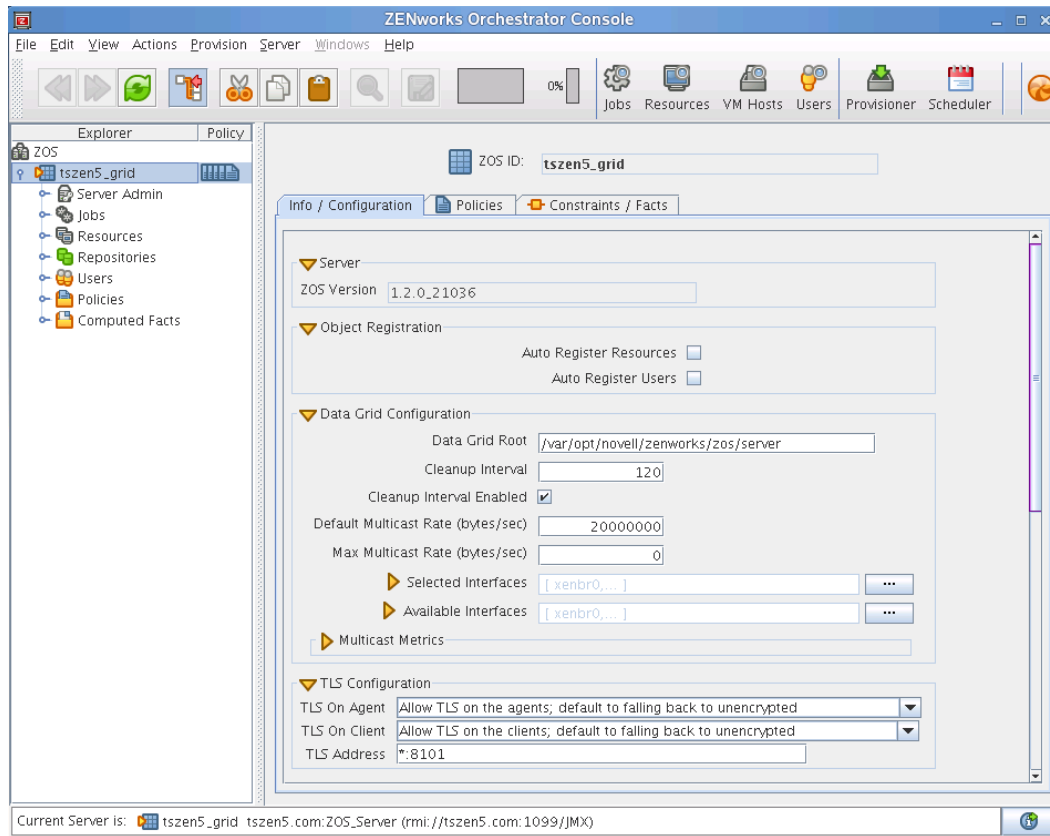 ZENworks Orchestrator Console
File Edit View Actions Provision Server Windows Help
0% Jobs Resources VM Hosts Users Provisioner Scheduler
Explorer Policy
ZOS
tszen5_grid
Server Admin
Jobs
Resources
Repositories
Users
Policies
Computed Facts
ZOS ID: tszen5_grid
Info / Configuration Policies Constraints / Facts
Server
ZOS Version 1.2.0_21036
Object Registration
Auto Register Resources
Auto Register Users
Data Grid Configuration
Data Grid Root /var/opt/novell/zenworks/zos/server
Cleanup Interval 120
Cleanup Interval Enabled
Default Multicast Rate (bytes/sec) 20000000
Max Multicast Rate (bytes/sec) 0
Selected Interfaces [ xenbr0,... ] ...
Available Interfaces [ xenbr0,... ] ...
Multicast Metrics
TLS Configuration
TLS On Agent Allow TLS on the agents; default to falling back to unencrypted
TLS On Client Allow TLS on the clients; default to falling back to unencrypted
TLS Address *:8101
Current Server is: tszen5_grid tszen5.com:ZOS_Server (rmi://tszen5.com:1099/JMX)